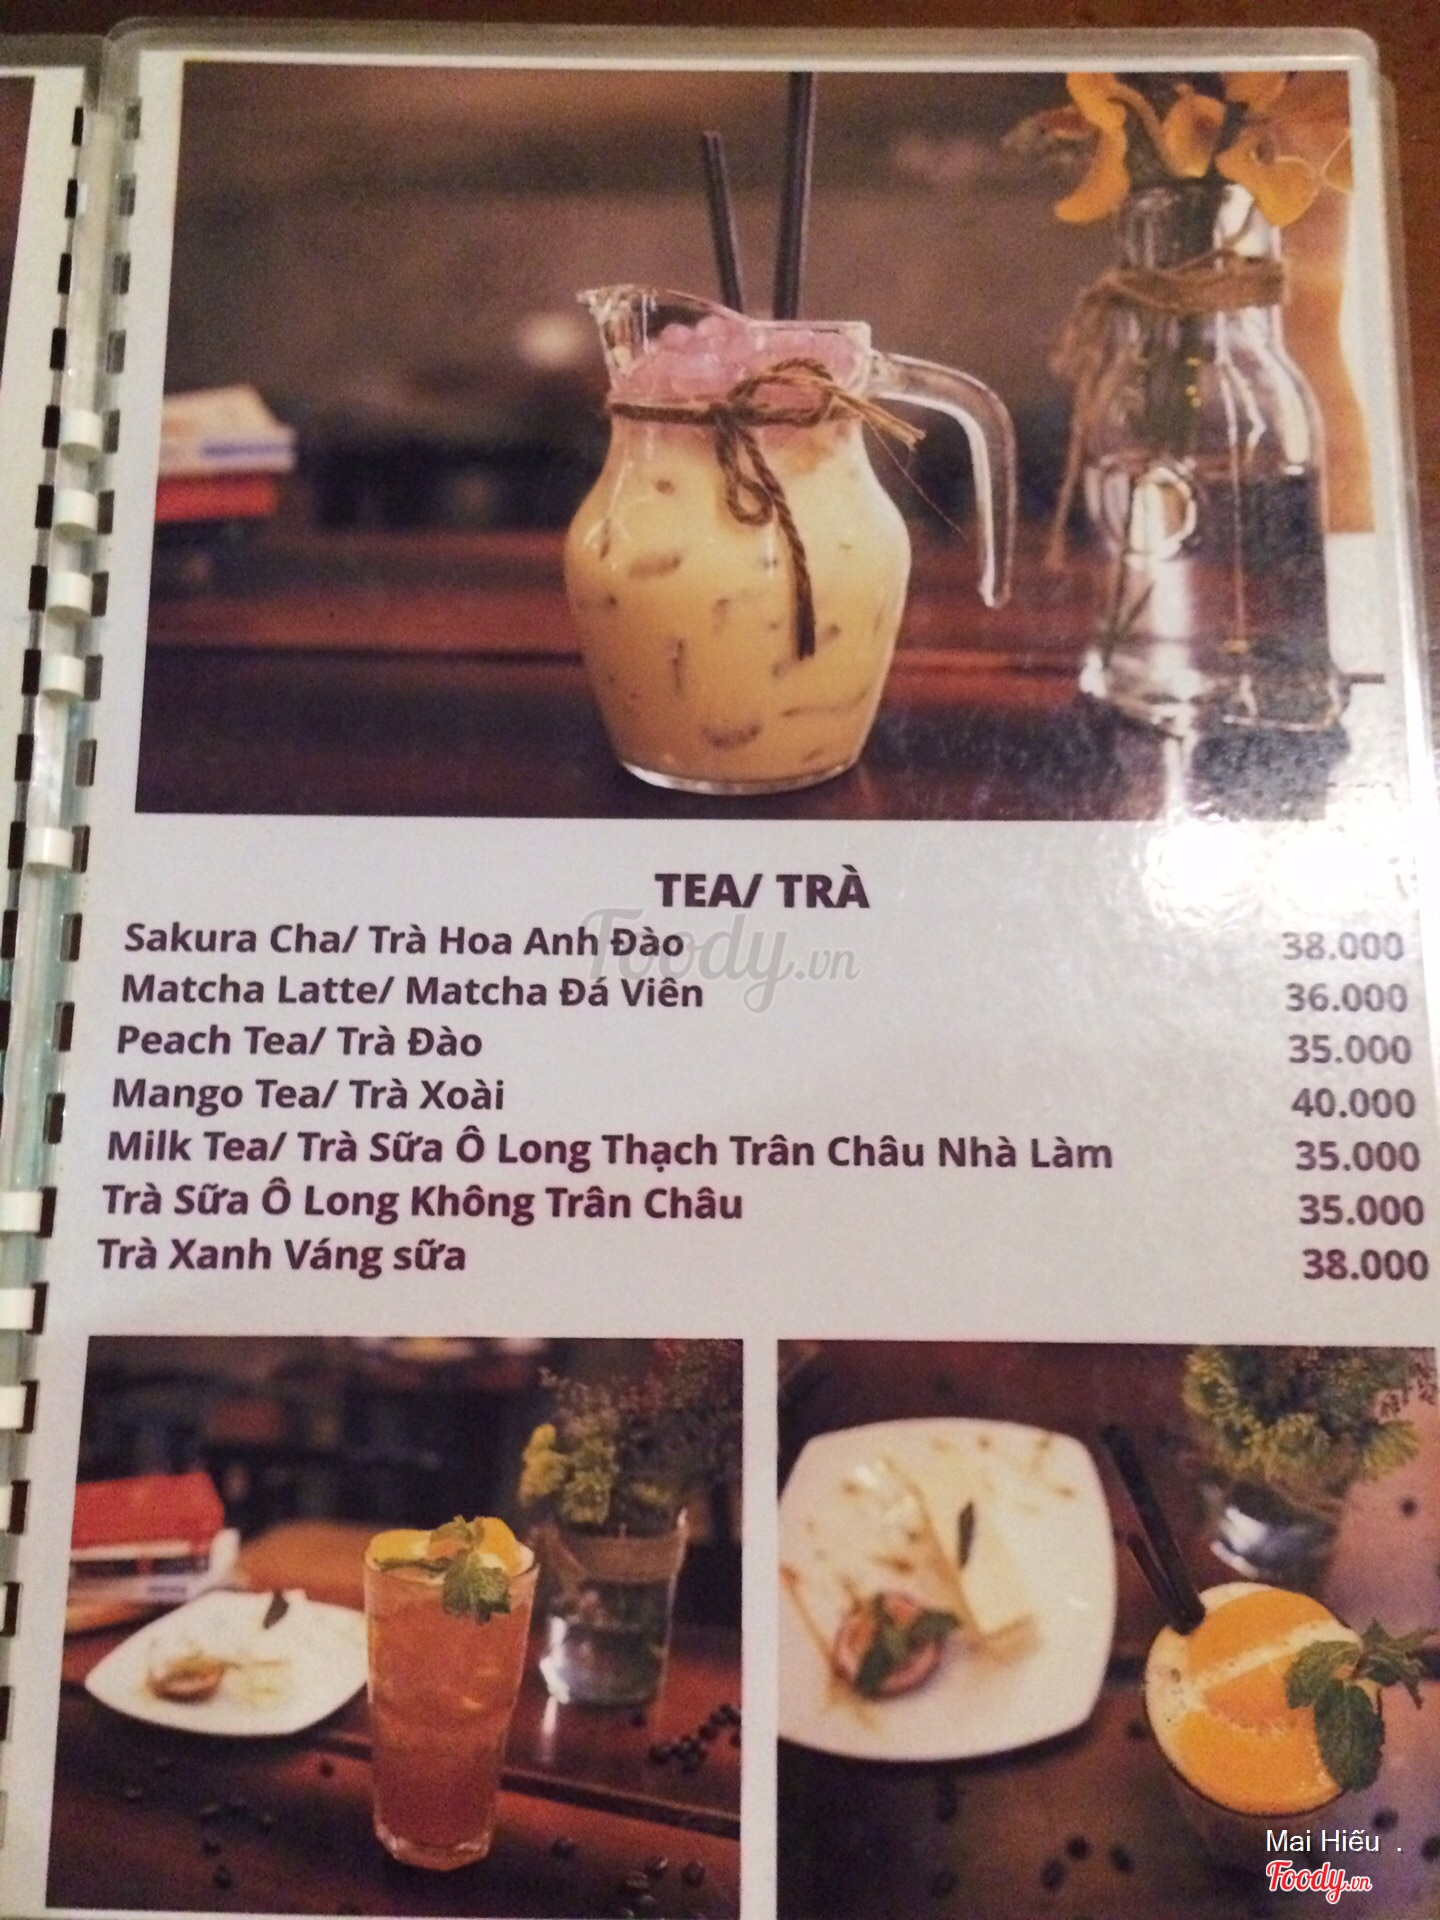 TEA/ TRÀ
Sakura Cha/ Trà Hoa Anh Đào 38.000
Matcha Latte/ Matcha Đá Viên 36.000
Peach Tea/ Trà Đào 35.000
Mango Tea/ Trà Xoài 40.000
Milk Tea/ Trà Sữa Ô Long Thạch Trân Châu Nhà Làm 35.000
Trà Sữa Ô Long Không Trân Châu 35.000
Trà Xanh Váng sữa 38.000
Foody.vn
Mai Hiếu .
Foody.vn